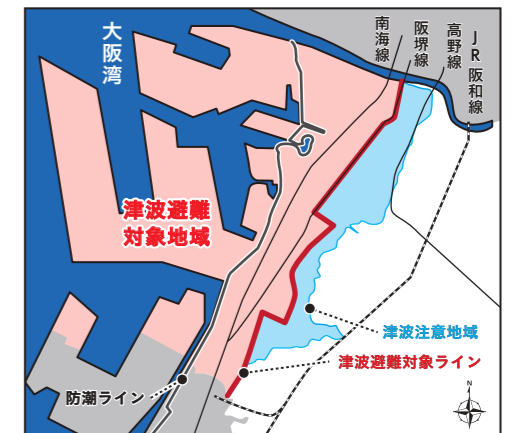 大阪湾
南海線
阪堺線
高野線
JR阪和線
津波避難
対象地域
津波注意地域
津波避難対象ライン
防潮ライン
N